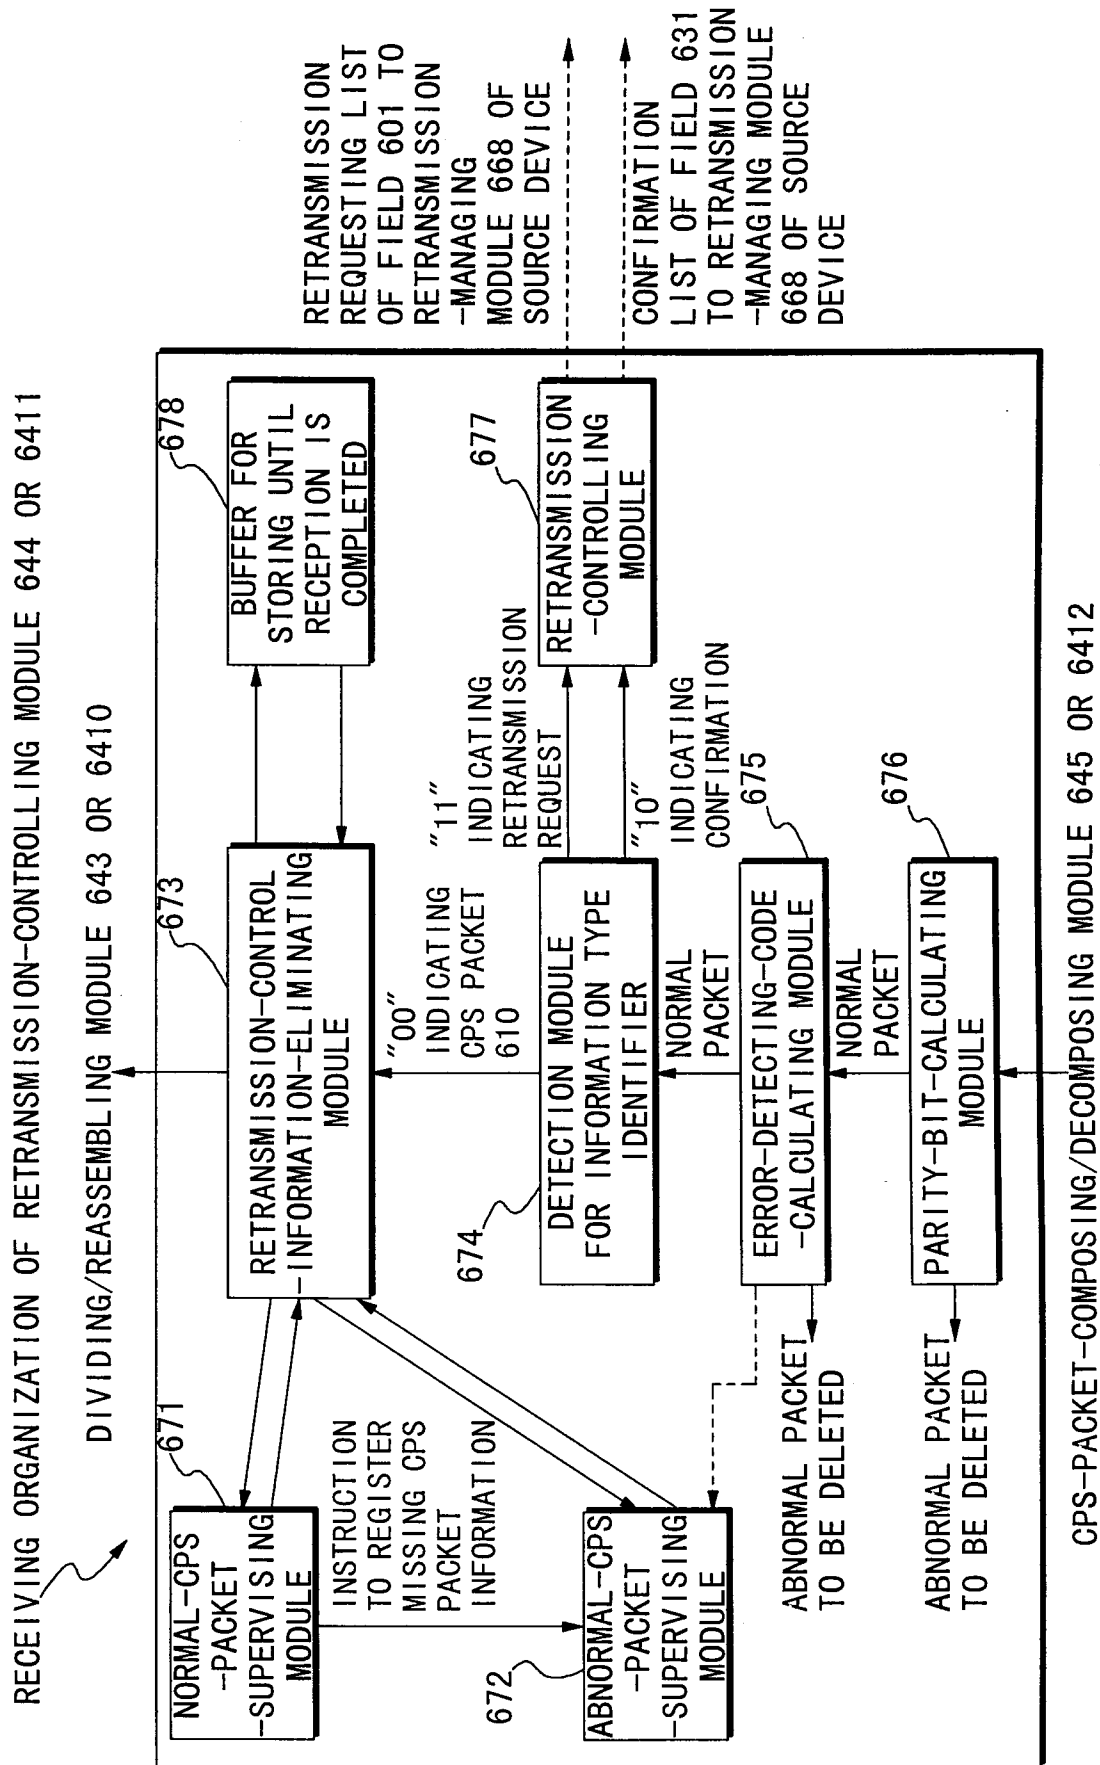 RECEIVING ORGANIZATION OF RETRANSMISSION-CONTROLLING MODULE 644 OR 6411
DIVIDING/REASSEMBLING MODULE 643 OR 6410
671
NORMAL-CPS
-PACKET
-SUPERVISING
MODULE
673
RETRANSMISSION-CONTROL
-INFORMATION-ELIMINATING
MODULE
678
BUFFER FOR
STORING UNTIL
RECEPTION IS
COMPLETED
INSTRUCTION
TO REGISTER
MISSING CPS
PACKET
INFORMATION
"00"
INDICATING
CPS PACKET
610
"11"
INDICATING
RETRANSMISSION
REQUEST
RETRANSMISSION
REQUESTING LIST
OF FIELD 601 TO
RETRANSMISSION
-MANAGING
MODULE 668 OF
SOURCE DEVICE
672
ABNORMAL-CPS
-PACKET
-SUPERVISING
MODULE
674
DETECTION MODULE
FOR INFORMATION TYPE
IDENTIFIER
677
RETRANSMISSION
-CONTROLLING
MODULE
"10"
INDICATING
CONFIRMATION
CONFIRMATION
LIST OF FIELD 631
TO RETRANSMISSION
-MANAGING MODULE
668 OF SOURCE
DEVICE
NORMAL
PACKET
675
ERROR-DETECTING-CODE
-CALCULATING MODULE
ABNORMAL PACKET
TO BE DELETED
NORMAL
PACKET
676
PARITY-BIT-CALCULATING
MODULE
ABNORMAL PACKET
TO BE DELETED
CPS-PACKET-COMPOSING/DECOMPOSING MODULE 645 OR 6412